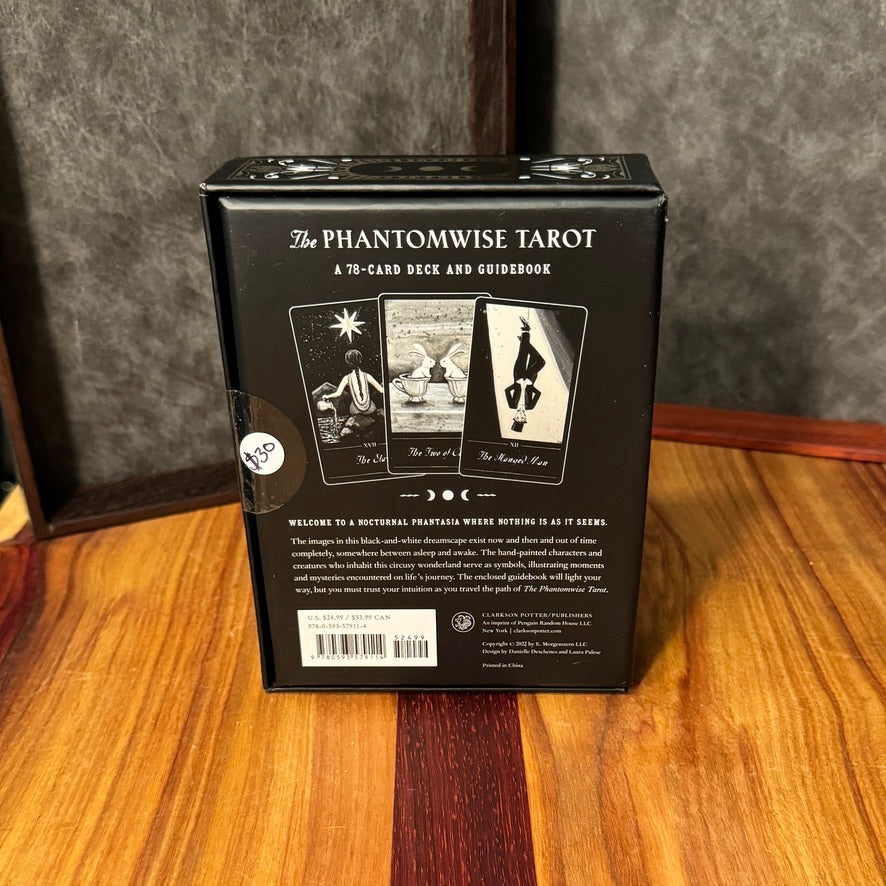 The PHANTOMWISE TAROT
A 78-CARD DECK AND GUIDEBOOK
XVII
The
The Two of
XII
The Hanged Man
$30
WELCOME TO A NOCTURNAL PHANTASIA WHERE NOTHING IS AS IT SEEMS.
The images in this black-and-white dreamscape exist now and then and out of time
completely, somewhere between asleep and awake. The hand-painted characters and
creatures who inhabit this circusy wonderland serve as symbols, illustrating moments
and mysteries encountered on life's journey. The enclosed guidebook will light your
way, but you must trust your intuition as you travel the path of The Phantomwise Tarot.
U.S. $24.99 / $33.99 CAN
978-0-593-57911-4
52499
9 780593 579114
CLARKSON POTTER/PUBLISHERS
An imprint of Penguin Random House LLC
New York | clarksonpotter.com
Copyright © 2022 by E. Morgenstern LLC
Design by Danielle Deschenes and Laura Palese
Printed in China